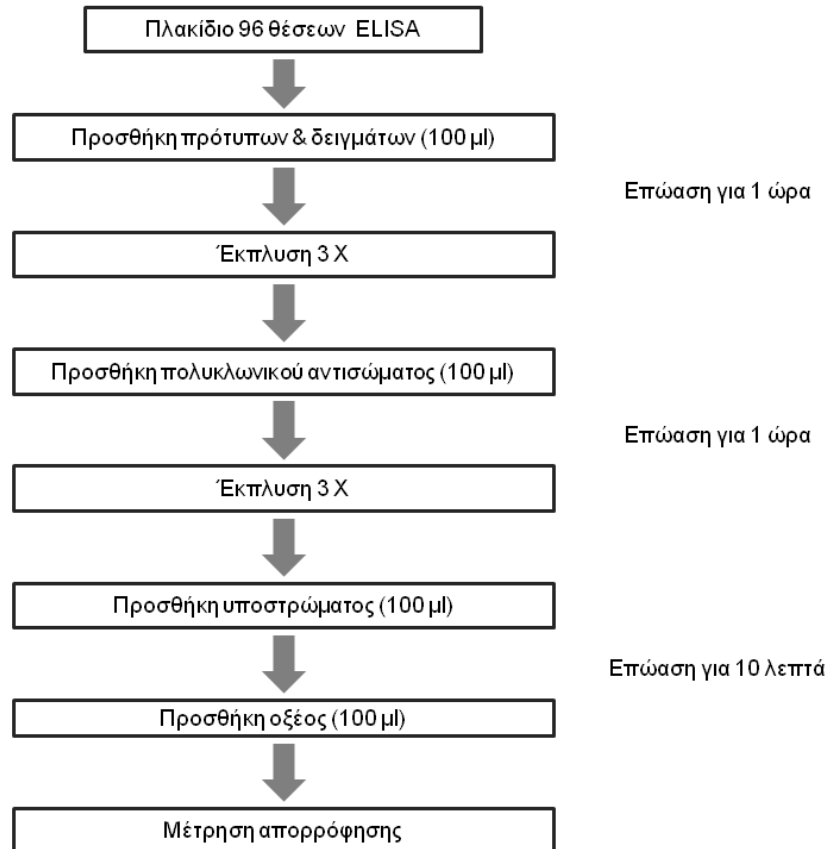 Πλακίδιο 96 θέσεων ELISA
Προσθήκη πρότυπων & δειγμάτων (100 μl)
Επώαση για 1 ώρα
Έκπλυση 3 Χ
Προσθήκη πολυκλωνικού αντισώματος (100 μl)
Επώαση για 1 ώρα
Έκπλυση 3 Χ
Προσθήκη υποστρώματος (100 μl)
Επώαση για 10 λεπτά
Προσθήκη οξέος (100 μl)
Μέτρηση απορρόφησης